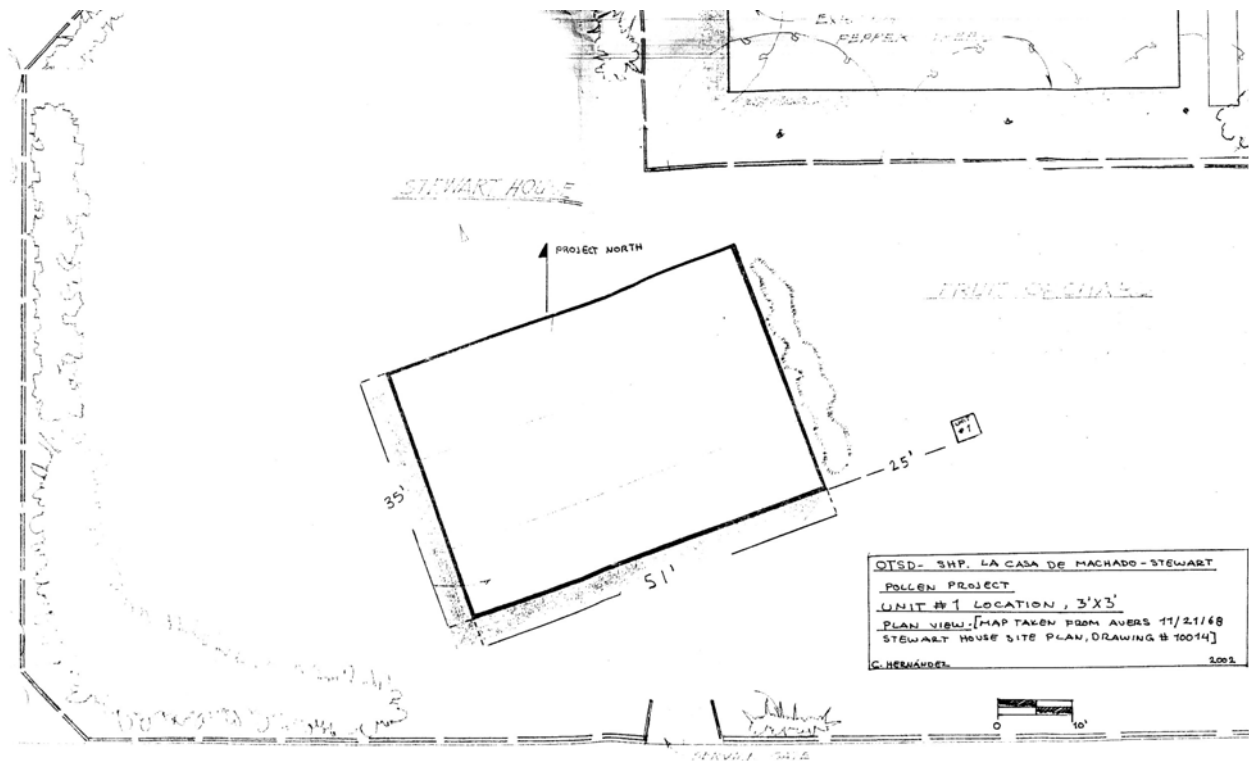 PEPPER
STEWART HOUSE
PROJECT NORTH
FRUIT
UNIT
#1
25'
35'
51'
OTSD- SHP. LA CASA DE MACHADO-STEWART
POLLEN PROJECT
UNIT #1 LOCATION, 3'X3'
PLAN VIEW. [MAP TAKEN FROM AVERS 11/21/68
STEWART HOUSE SITE PLAN, DRAWING # 10014]
C. HERNÁNDEZ 2002
0 10'